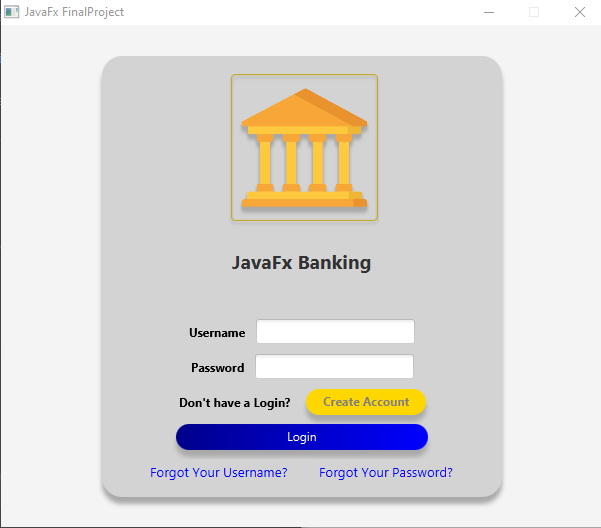 JavaFx FinalProject
JavaFx Banking
Username
Password
Don't have a Login? Create Account
Login
Forgot Your Username? Forgot Your Password?